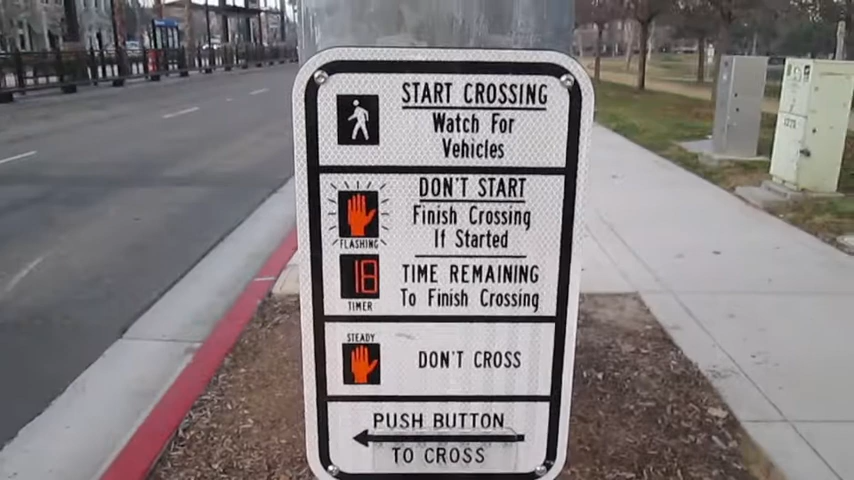 START CROSSING
Watch For
Vehicles
DON'T START
Finish Crossing
If Started
FLASHING
18
TIME REMAINING
To Finish Crossing
TIMER
STEADY
DON'T CROSS
PUSH BUTTON
TO CROSS